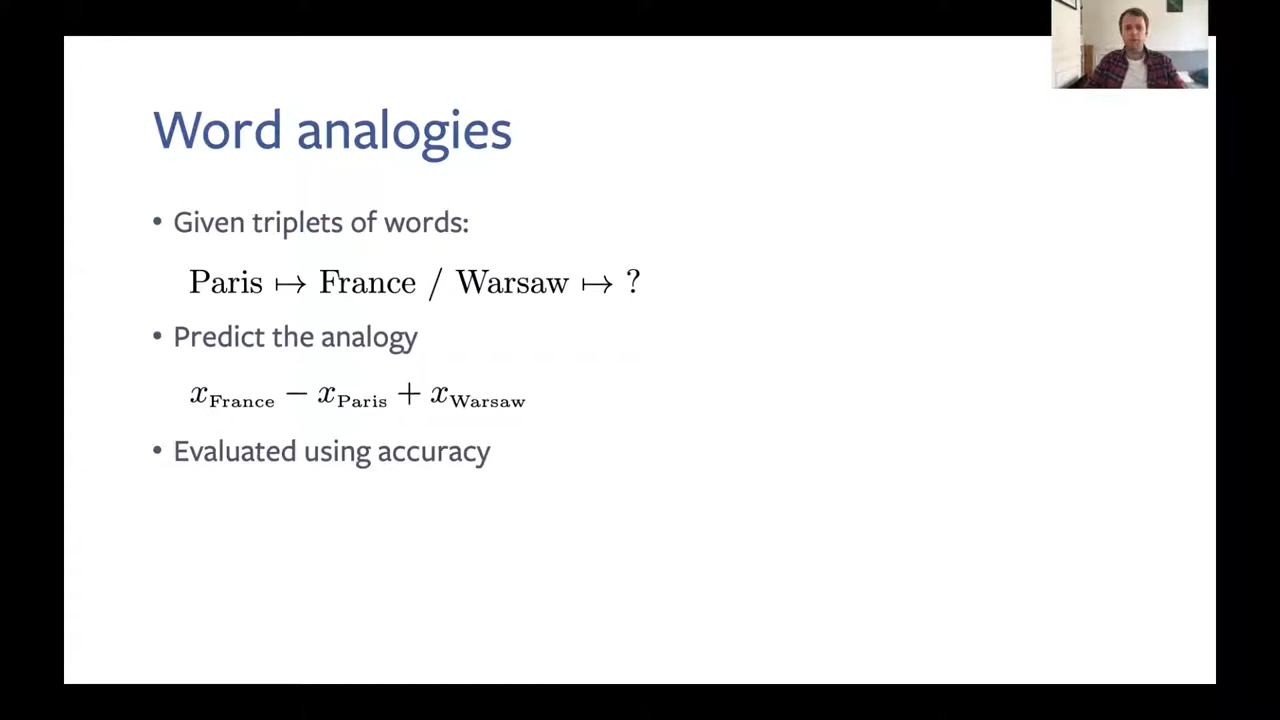 Word analogies
• Given triplets of words:
Paris ↦ France / Warsaw ↦ ?
• Predict the analogy
x_France − x_Paris + x_Warsaw
• Evaluated using accuracy